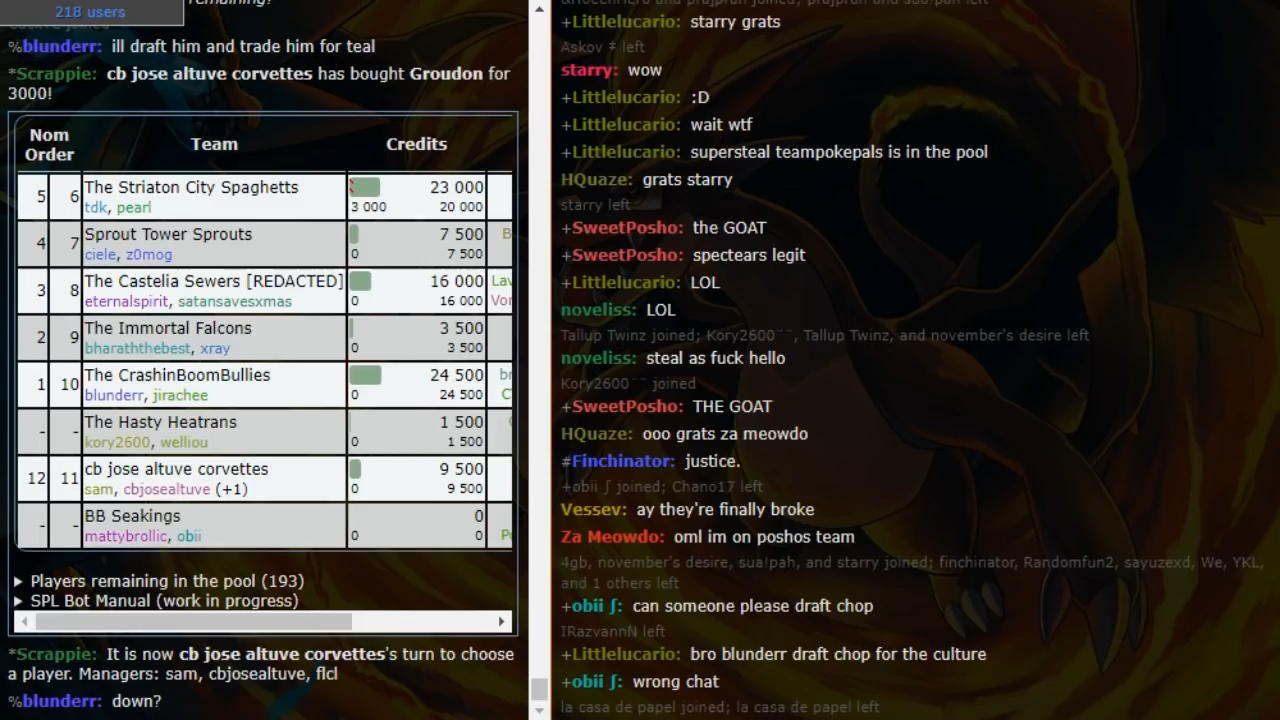 218 users
remaining?
%blunderr: ill draft him and trade him for teal
*Scrappie: cb jose altuve corvettes has bought Groudon for
3000!
Nom Order Team Credits
5 6 The Striaton City Spaghetts 23 000
tdk, pearl 3 000 20 000
4 7 Sprout Tower Sprouts 7 500
ciele, z0mog 0 7 500
3 8 The Castelia Sewers [REDACTED] 16 000
eternalspirit, satansavesxmas 0 16 000
2 9 The Immortal Falcons 3 500
bharaththebest, xray 0 3 500
1 10 The CrashinBoomBullies 24 500
blunderr, jirachee 0 24 500
- - The Hasty Heatrans 1 500
kory2600, welliou 0 1 500
12 11 cb jose altuve corvettes 9 500
sam, cbjosealtuve (+1) 0 9 500
- - BB Seakings 0
mattybrollic, obii 0 0
▶ Players remaining in the pool (193)
▶ SPL Bot Manual (work in progress)
*Scrappie: It is now cb jose altuve corvettes's turn to choose
a player. Managers: sam, cbjosealtuve, flcl
%blunderr: down?
+Littlelucario: starry grats
Askov ♯ left
starry: wow
+Littlelucario: :D
+Littlelucario: wait wtf
+Littlelucario: supersteal teampokepals is in the pool
HQuaze: grats starry
starry left
+SweetPosho: the GOAT
+SweetPosho: spectears legit
+Littlelucario: LOL
noveliss: LOL
Tallup Twinz joined; Kory2600¨¨, Tallup Twinz, and november's desire left
noveliss: steal as fuck hello
Kory2600¨¨ joined
+SweetPosho: THE GOAT
HQuaze: ooo grats za meowdo
#Finchinator: justice.
+obii ʃ joined; Chano17 left
Vessev: ay they're finally broke
Za Meowdo: oml im on poshos team
4gb, november's desire, sua!pah, and starry joined; finchinator, Randomfun2, sayuzexd, We, YKL,
and 1 others left
+obii ʃ: can someone please draft chop
IRazvannN left
+Littlelucario: bro blunderr draft chop for the culture
+obii ʃ: wrong chat
la casa de papel joined; la casa de papel left